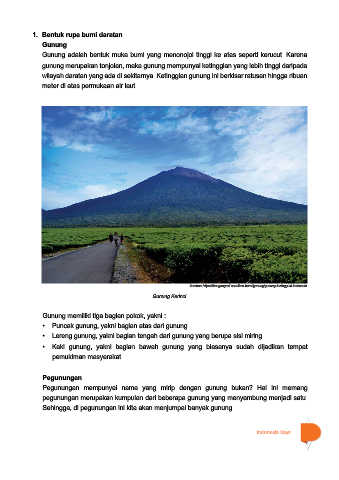 1. Bentuk rupa bumi daratan
Gunung
Gunung adalah bentuk muka bumi yang menonojol tinggi ke atas seperti kerucut Karena
gunung merupakan tonjolan, maka gunung mempunyai ketinggian yang lebih tinggi daripada
wilayah daratan yang ada di sekitarnya Ketinggian gunung ini berkisar ratusan hingga ribuan
meter di atas permukaan air laut
Gunung Kerinci
Gunung memiliki tiga bagian pokok, yakni :
• Puncak gunung, yakni bagian atas dari gunung
• Lereng gunung, yakni bagian tengah dari gunung yang berupa sisi miring
• Kaki gunung, yakni bagian bawah gunung yang biasanya sudah dijadikan tempat
pemukiman masyarakat
Pegunungan
Pegunungan mempunyai nama yang mirip dengan gunung bukan? Hal ini memang
pegunungan merupakan kumpulan dari beberapa gunung yang menyambung menjadi satu
Sehingga, di pegunungan ini kita akan menjumpai banyak gunung